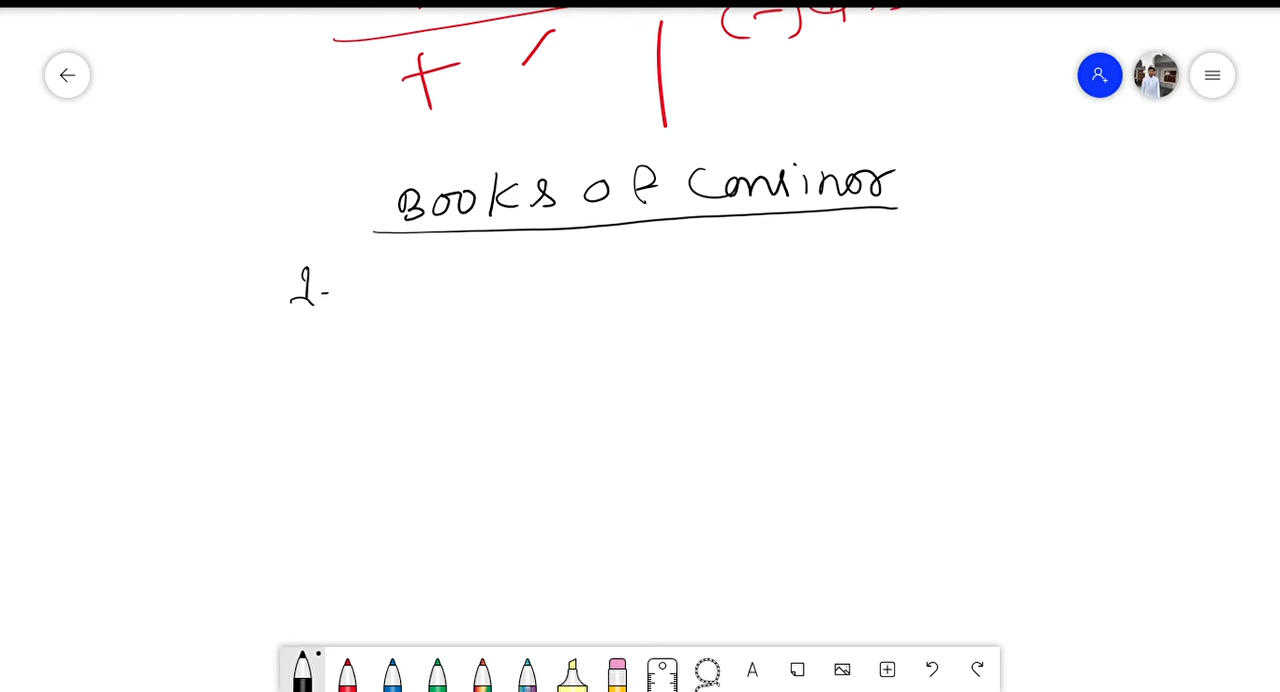 +
(-)
Books of Consinor
1-
A